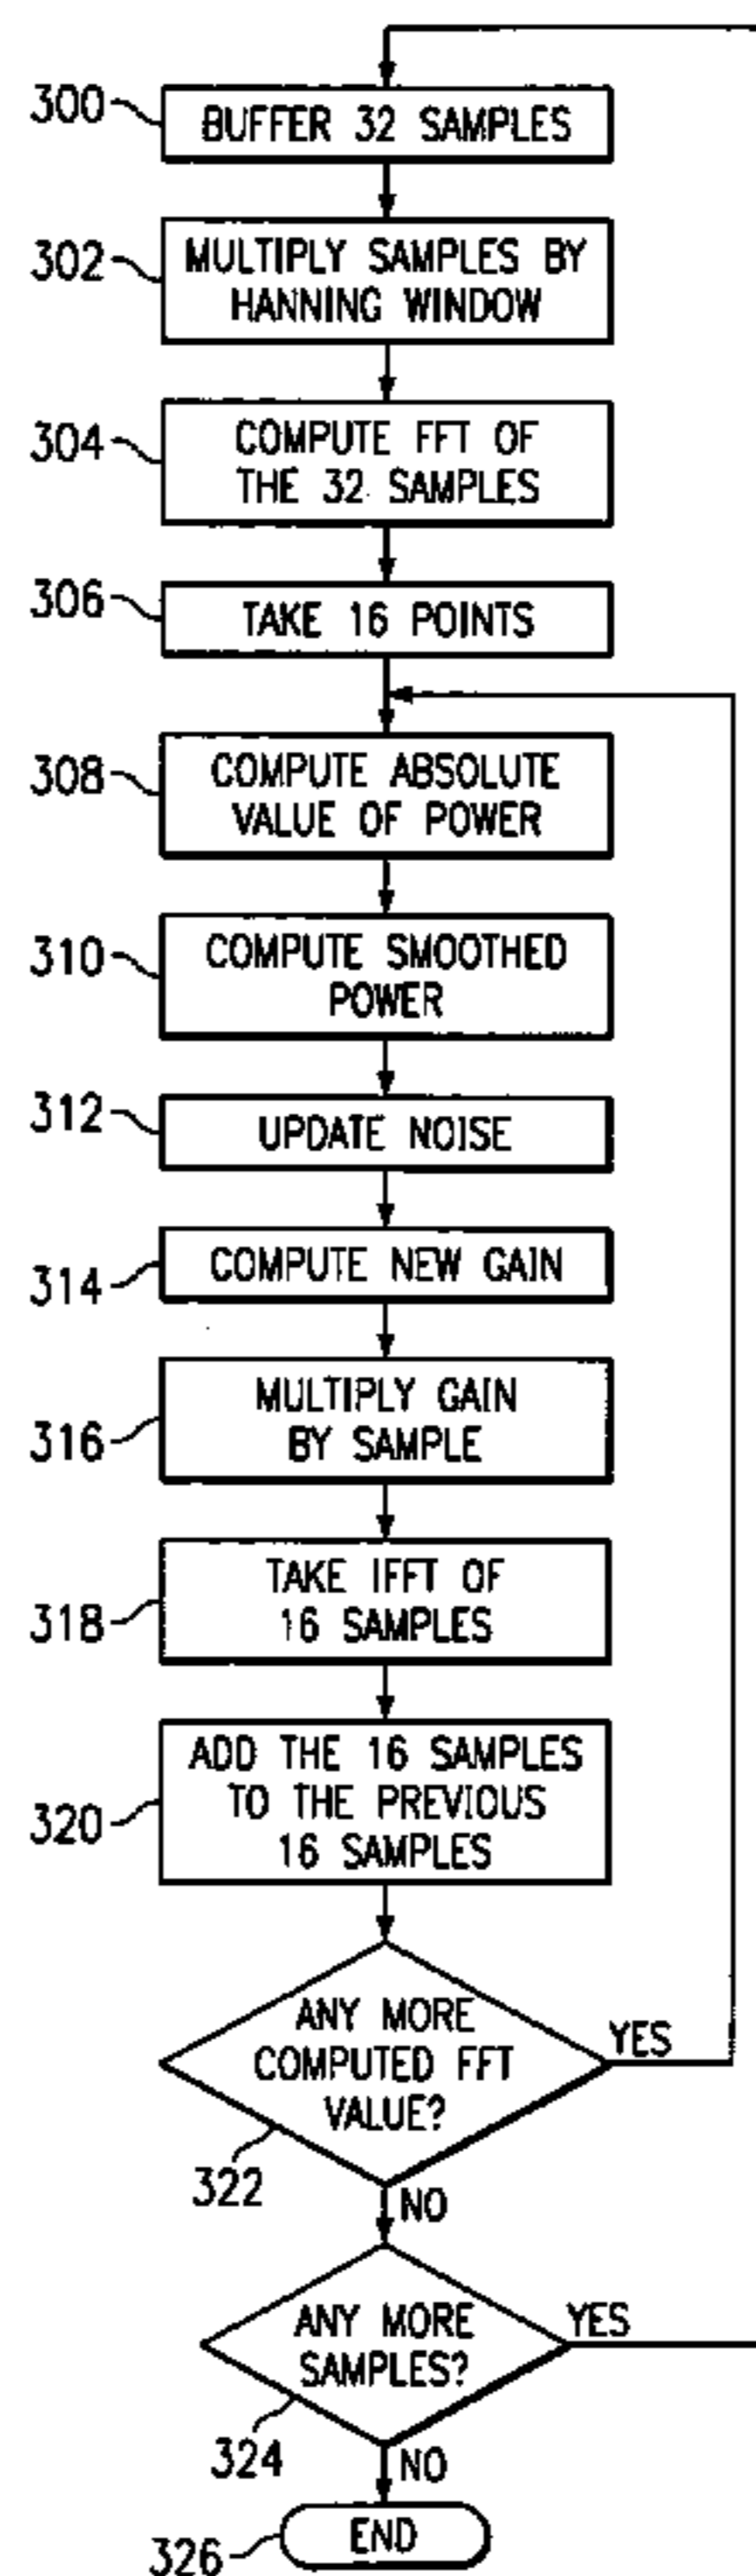 300
BUFFER 32 SAMPLES
302
MULTIPLY SAMPLES BY
HANNING WINDOW
304
COMPUTE FFT OF
THE 32 SAMPLES
306
TAKE 16 POINTS
308
COMPUTE ABSOLUTE
VALUE OF POWER
310
COMPUTE SMOOTHED
POWER
312
UPDATE NOISE
314
COMPUTE NEW GAIN
316
MULTIPLY GAIN
BY SAMPLE
318
TAKE IFFT OF
16 SAMPLES
320
ADD THE 16 SAMPLES
TO THE PREVIOUS
16 SAMPLES
ANY MORE
COMPUTED FFT
VALUE?
YES
322
NO
ANY MORE
SAMPLES?
YES
324
NO
326
END